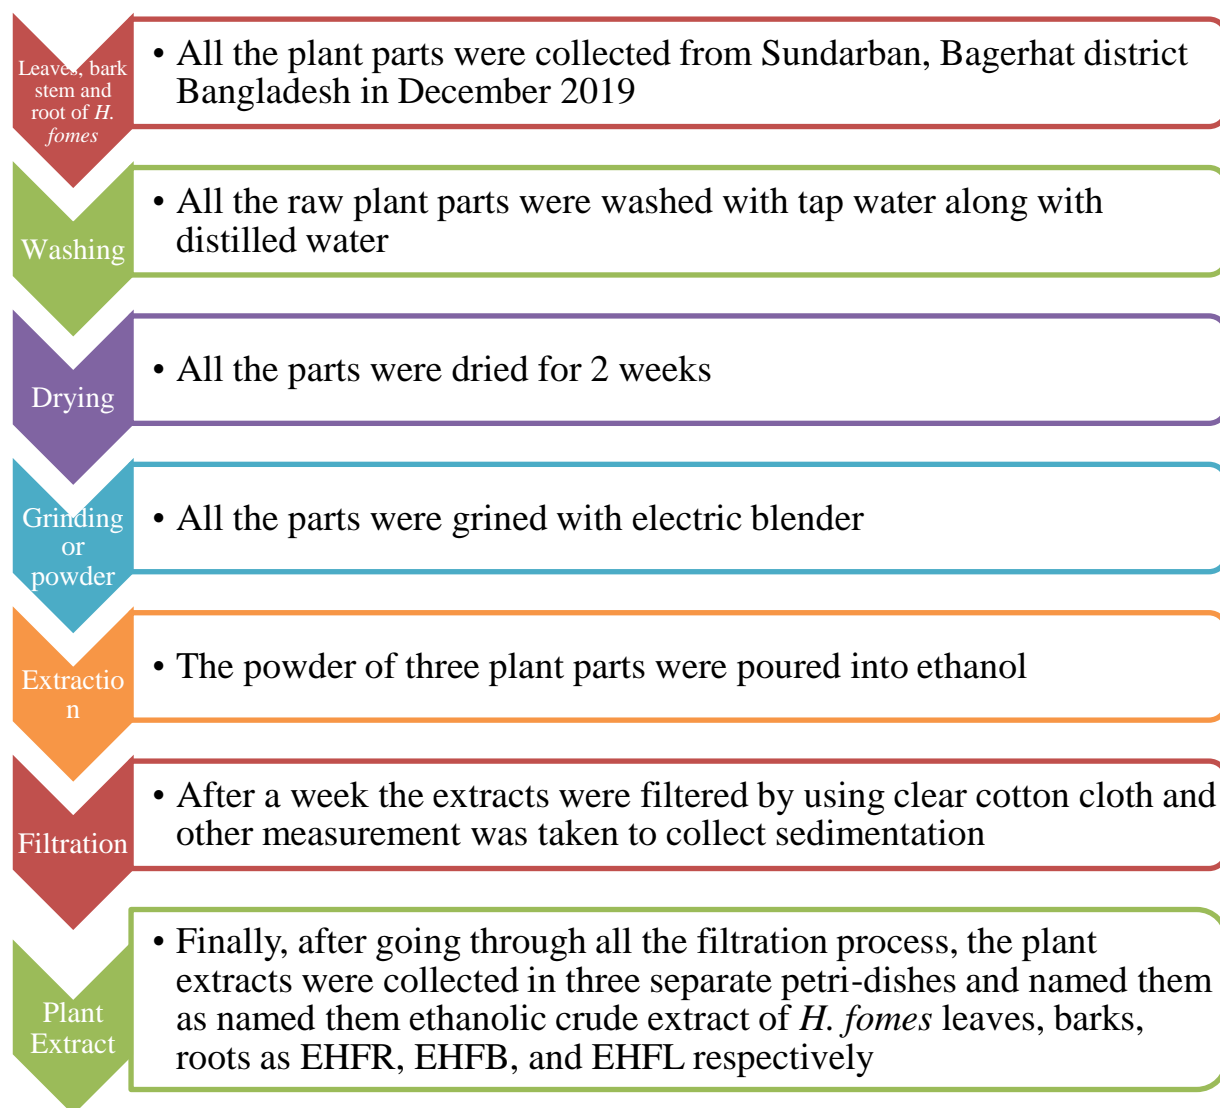 Leaves, bark
stem and
root of H.
fomes
• All the plant parts were collected from Sundarban, Bagerhat district
Bangladesh in December 2019
Washing
• All the raw plant parts were washed with tap water along with
distilled water
Drying
• All the parts were dried for 2 weeks
Grinding
or
powder
• All the parts were grined with electric blender
Extractio
n
• The powder of three plant parts were poured into ethanol
Filtration
• After a week the extracts were filtered by using clear cotton cloth and
other measurement was taken to collect sedimentation
Plant
Extract
• Finally, after going through all the filtration process, the plant
extracts were collected in three separate petri-dishes and named them
as named them ethanolic crude extract of H. fomes leaves, barks,
roots as EHFR, EHFB, and EHFL respectively